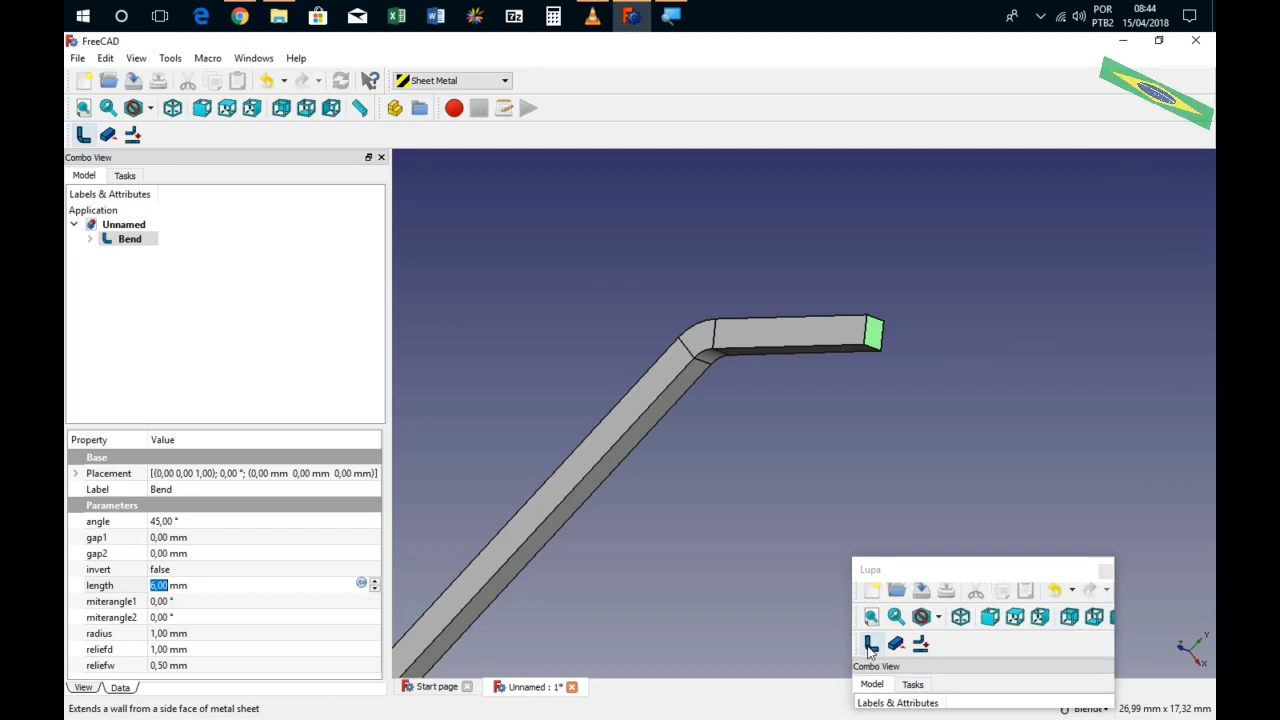 08:44
POR
PTB2
15/04/2018
FreeCAD
File Edit View Tools Macro Windows Help
Sheet Metal
Combo View
Model Tasks
Labels & Attributes
Application
Unnamed
Bend
Property Value
Base
Placement [(0,00 0,00 1,00); 0,00 °; (0,00 mm 0,00 mm 0,00 mm)]
Label Bend
Parameters
angle 45,00 °
gap1 0,00 mm
gap2 0,00 mm
invert false
length 6,00 mm
miterangle1 0,00 °
miterangle2 0,00 °
radius 1,00 mm
reliefd 1,00 mm
reliefw 0,50 mm
View Data
Start page Unnamed : 1*
Lupa
Combo View
Model Tasks
Labels & Attributes
Z Y X
Extends a wall from a side face of metal sheet
26,99 mm x 17,32 mm